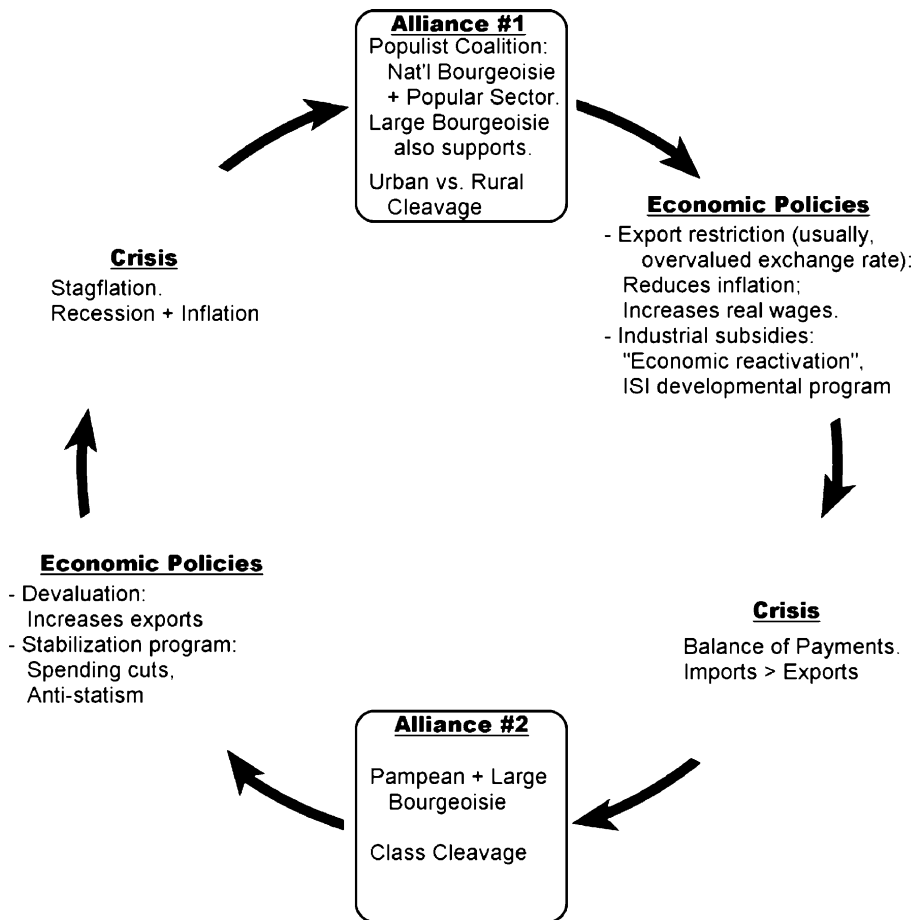 Alliance #1
Populist Coalition:
Nat'l Bourgeoisie
+ Popular Sector.
Large Bourgeoisie
also supports.
Urban vs. Rural
Cleavage
Economic Policies
- Export restriction (usually,
overvalued exchange rate):
Reduces inflation;
Increases real wages.
- Industrial subsidies:
"Economic reactivation",
ISI developmental program
Crisis
Balance of Payments.
Imports > Exports
Alliance #2
Pampean + Large
Bourgeoisie
Class Cleavage
Economic Policies
- Devaluation:
Increases exports
- Stabilization program:
Spending cuts,
Anti-statism
Crisis
Stagflation.
Recession + Inflation